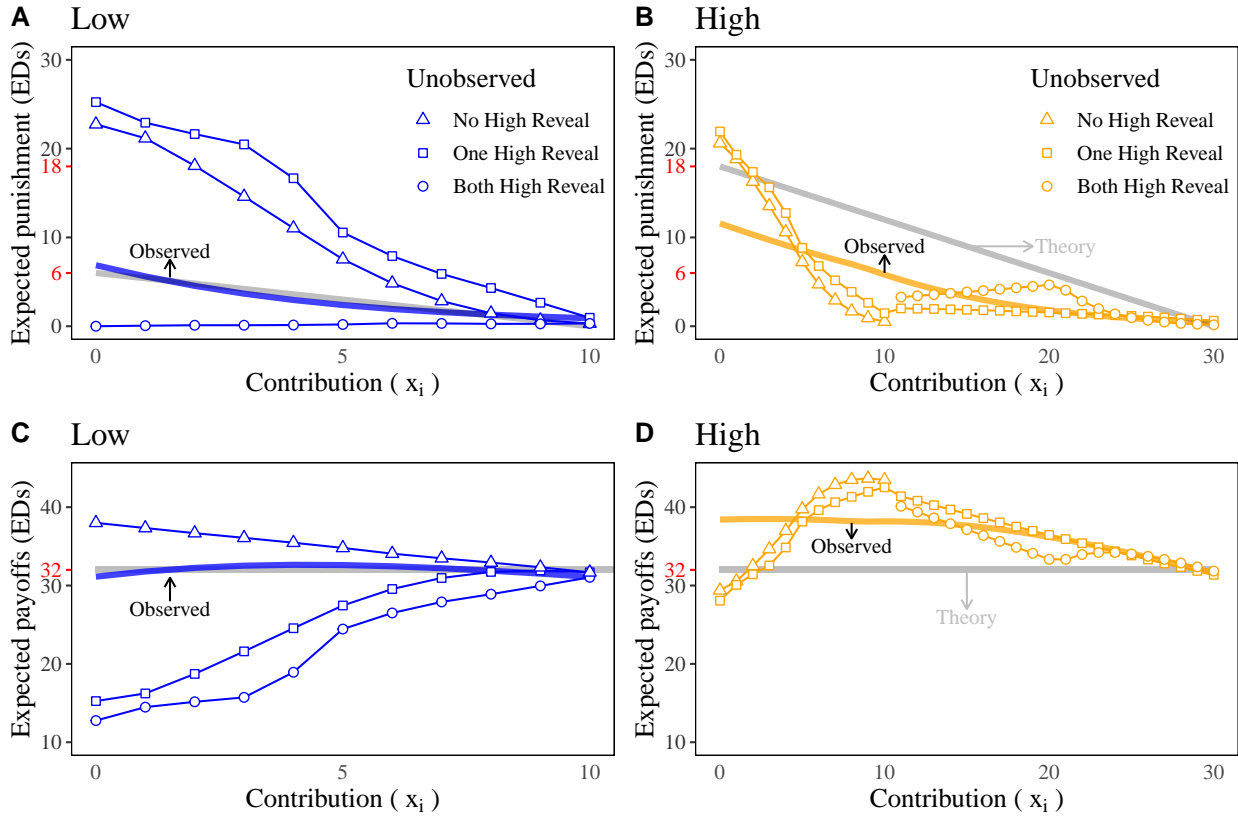 A Low
Expected punishment (EDs)
30
20
18
10
6
0
Unobserved
No High Reveal
One High Reveal
Both High Reveal
Observed
0 5 10
Contribution ( xi )
B High
Expected punishment (EDs)
30
20
18
10
6
0
Unobserved
No High Reveal
One High Reveal
Both High Reveal
Observed
Theory
0 10 20 30
Contribution ( xi )
C Low
Expected payoffs (EDs)
40
32
30
20
10
Observed
0 5 10
Contribution ( xi )
D High
Expected payoffs (EDs)
40
32
30
20
10
Observed
Theory
0 10 20 30
Contribution ( xi )